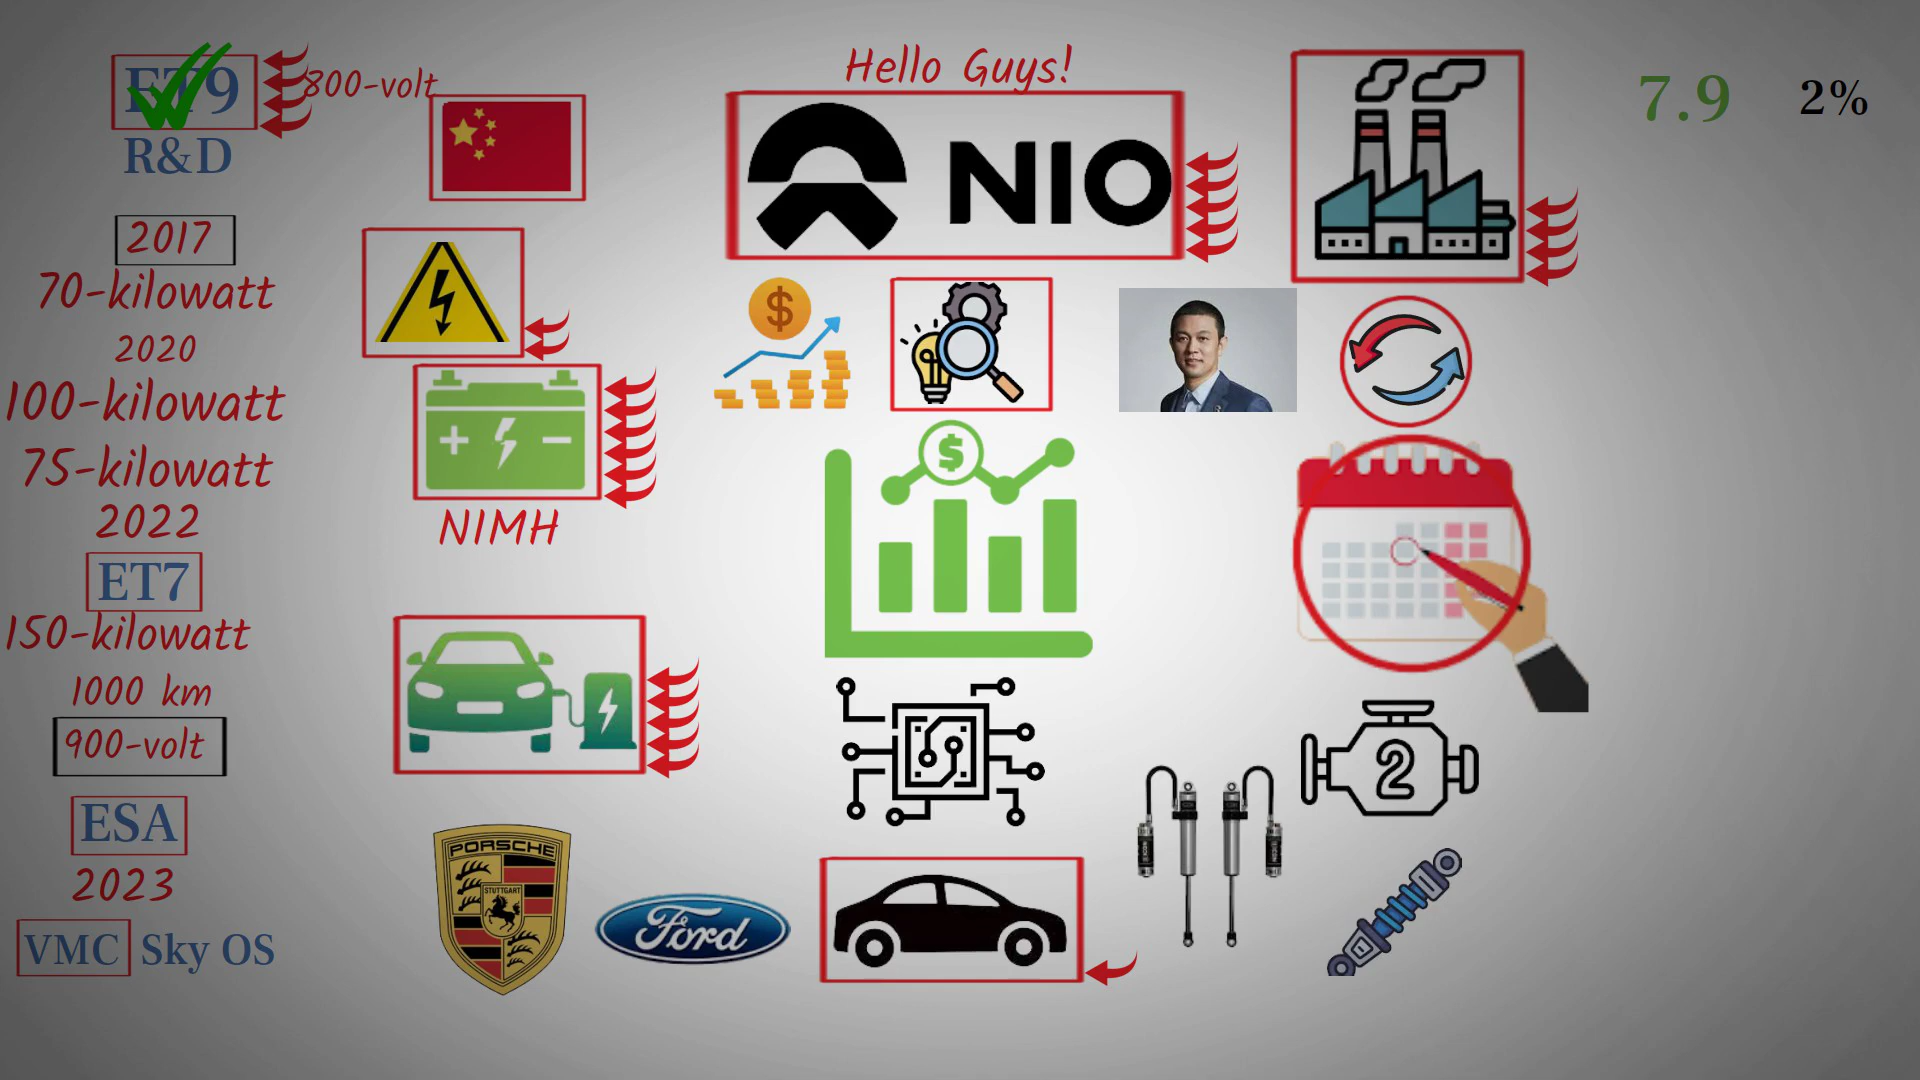 Hello Guys!
ET9
800-volt
R&D
2017
70-kilowatt
2020
100-kilowatt
75-kilowatt
2022
ET7
150-kilowatt
1000 km
900-volt
ESA
2023
VMC Sky OS
NIMH
PORSCHE
STUTTGART
Ford
NIO
$
$
2
7.9
2%